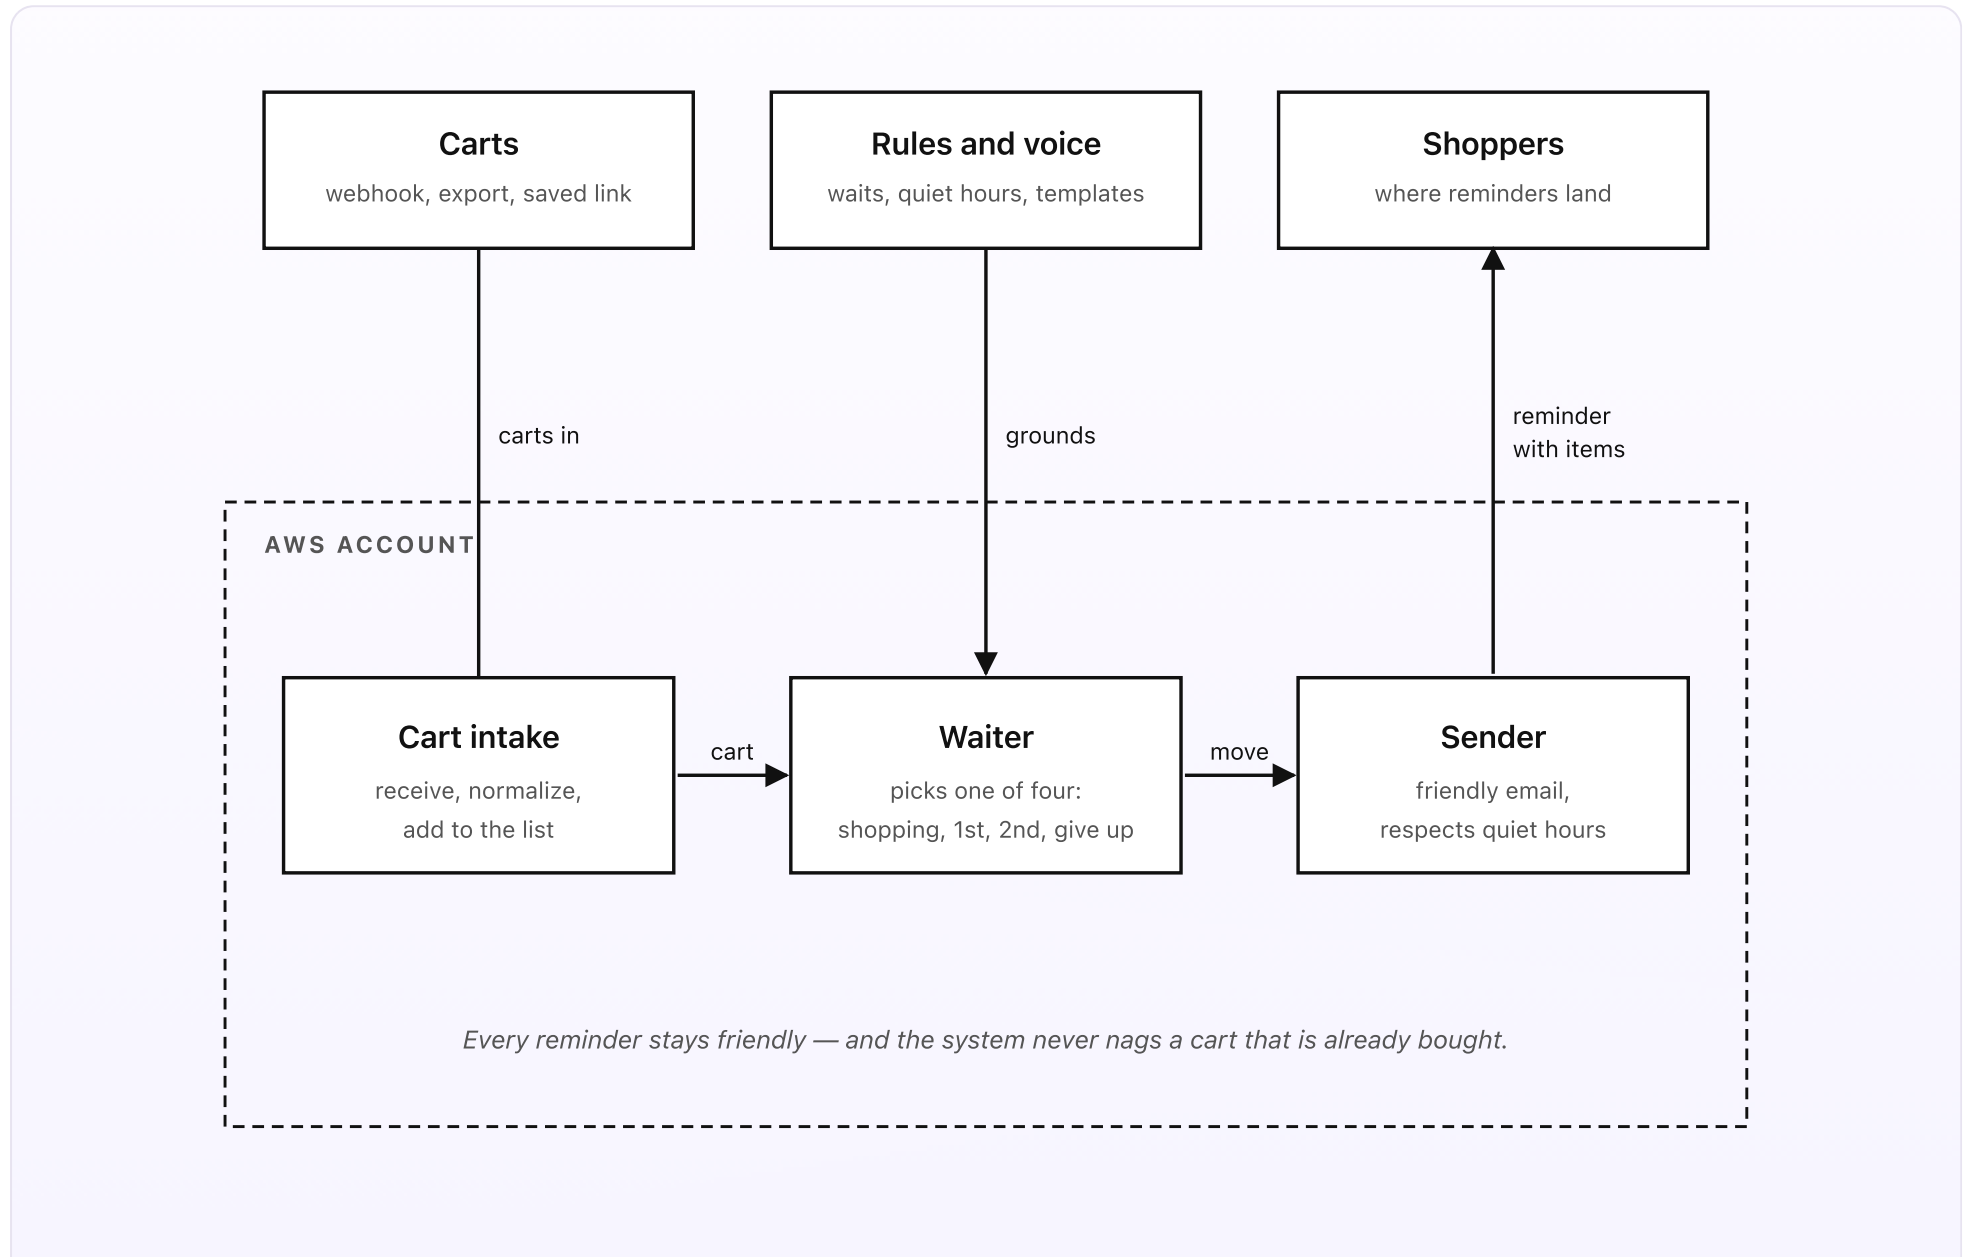 Carts
webhook, export, saved link
Rules and voice
waits, quiet hours, templates
Shoppers
where reminders land
carts in
grounds
reminder
with items
AWS ACCOUNT
Cart intake
receive, normalize,
add to the list
cart
Waiter
picks one of four:
shopping, 1st, 2nd, give up
move
Sender
friendly email,
respects quiet hours
Every reminder stays friendly — and the system never nags a cart that is already bought.